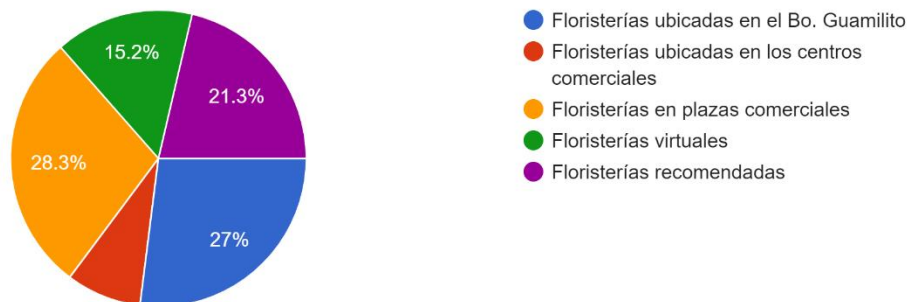 15.2%
21.3%
28.3%
27%
Floristerías ubicadas en el Bo. Guamilito
Floristerías ubicadas en los centros
comerciales
Floristerías en plazas comerciales
Floristerías virtuales
Floristerías recomendadas